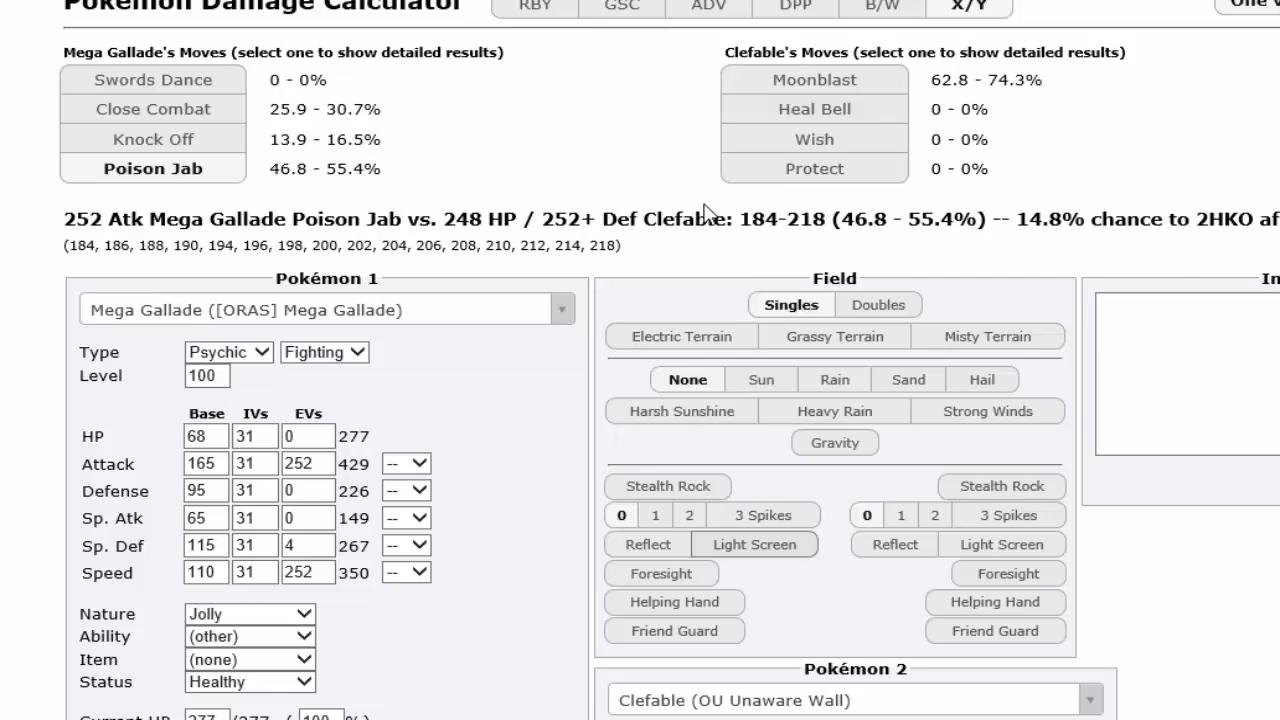 Pokémon Damage Calculator
RBY GSC ADV DPP B/W X/Y
One v
Mega Gallade's Moves (select one to show detailed results)
Swords Dance 0 - 0%
Close Combat 25.9 - 30.7%
Knock Off 13.9 - 16.5%
Poison Jab 46.8 - 55.4%
Clefable's Moves (select one to show detailed results)
Moonblast 62.8 - 74.3%
Heal Bell 0 - 0%
Wish 0 - 0%
Protect 0 - 0%
252 Atk Mega Gallade Poison Jab vs. 248 HP / 252+ Def Clefable: 184-218 (46.8 - 55.4%) -- 14.8% chance to 2HKO af
(184, 186, 188, 190, 194, 196, 198, 200, 202, 204, 206, 208, 210, 212, 214, 218)
Pokémon 1
Mega Gallade ([ORAS] Mega Gallade)
Type Psychic Fighting
Level 100
Base IVs EVs
HP 68 31 0 277
Attack 165 31 252 429 --
Defense 95 31 0 226 --
Sp. Atk 65 31 0 149 --
Sp. Def 115 31 4 267 --
Speed 110 31 252 350 --
Nature Jolly
Ability (other)
Item (none)
Status Healthy
Current HP 277 /277 ( 100 %)
Field
Singles Doubles
Electric Terrain Grassy Terrain Misty Terrain
None Sun Rain Sand Hail
Harsh Sunshine Heavy Rain Strong Winds
Gravity
Stealth Rock Stealth Rock
0 1 2 3 Spikes 0 1 2 3 Spikes
Reflect Light Screen Reflect Light Screen
Foresight Foresight
Helping Hand Helping Hand
Friend Guard Friend Guard
Pokémon 2
Clefable (OU Unaware Wall)
In